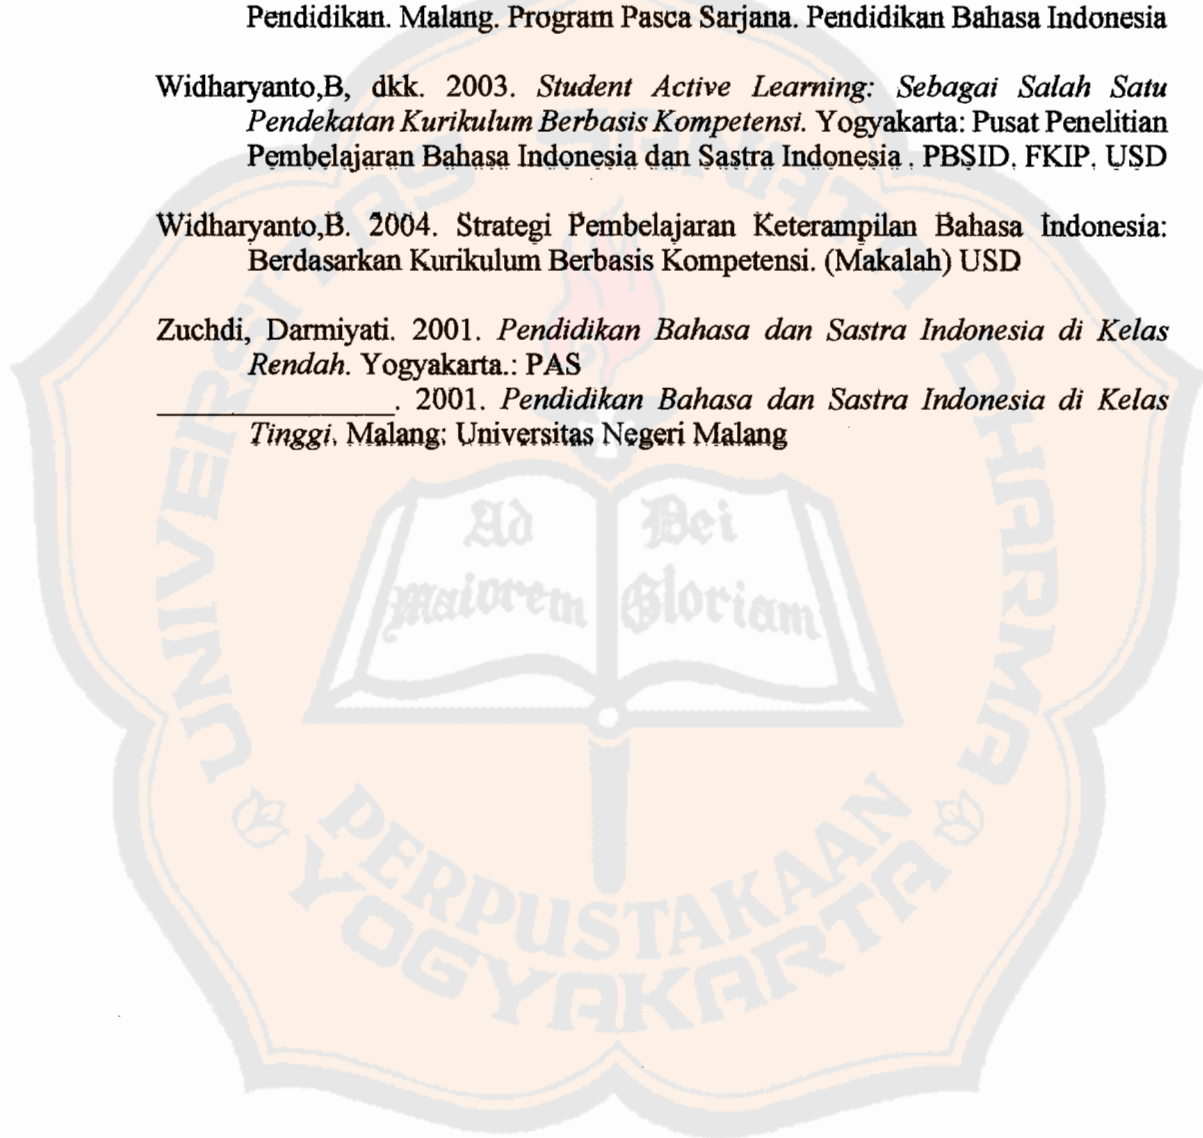 Pendidikan. Malang. Program Pasca Sarjana. Pendidikan Bahasa Indonesia
Widharyanto,B, dkk. 2003. Student Active Learning: Sebagai Salah Satu
Pendekatan Kurikulum Berbasis Kompetensi. Yogyakarta: Pusat Penelitian
Pembelajaran Bahasa Indonesia dan Sastra Indonesia . PBSID. FKIP. USD
Widharyanto,B. 2004. Strategi Pembelajaran Keterampilan Bahasa Indonesia:
Berdasarkan Kurikulum Berbasis Kompetensi. (Makalah) USD
Zuchdi, Darmiyati. 2001. Pendidikan Bahasa dan Sastra Indonesia di Kelas
Rendah. Yogyakarta.: PAS
_________________. 2001. Pendidikan Bahasa dan Sastra Indonesia di Kelas
Tinggi. Malang: Universitas Negeri Malang
UNIVERSITAS SANATA DHARMA
Ad Dei
maiorem Gloriam
PERPUSTAKAAN
YOGYAKARTA